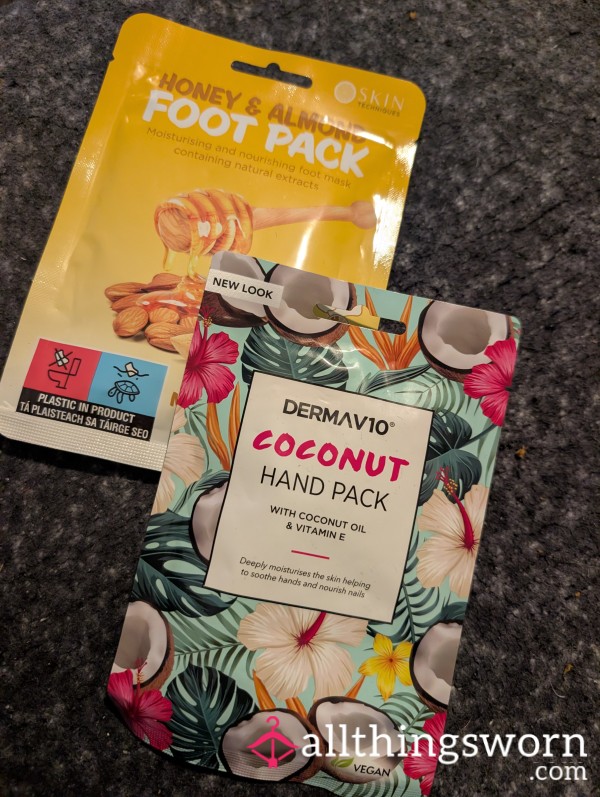 SKIN
TECHNIQUES
HONEY & ALMOND
FOOT PACK
Moisturising and nourishing foot mask
containing natural extracts
PLASTIC IN PRODUCT
TÁ PLAISTEACH SA TÁIRGE SEO
NEW LOOK
DERMAV10®
COCONUT
HAND PACK
WITH COCONUT OIL
& VITAMIN E
Deeply moisturises the skin helping
to soothe hands and nourish nails
VEGAN
allthingsworn
.com